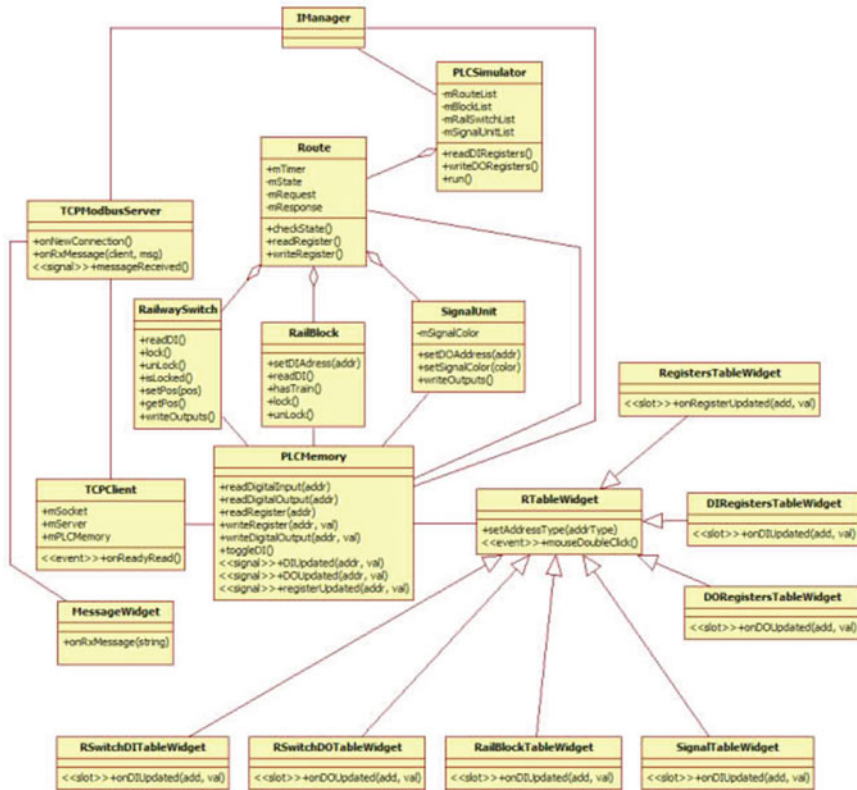 IManager
PLCSimulator
-mRouteList
-mBlockList
-mRailSwitchList
-mSignalUnitList
+readDIRegisters()
+writeDORegisters()
+run()
Route
+mTimer
-mState
-mRequest
-mResponse
+checkState()
+readRegister()
+writeRegister()
TCPModbusServer
+onNewConnection()
+onRxMessage(client, msg)
<<signal>>+messageReceived()
RailwaySwitch
+readDI()
+lock()
+unLock()
+isLocked()
+setPos(pos)
+getPos()
+writeOutputs()
RailBlock
+setDIAdress(addr)
+readDI()
+hasTrain()
+lock()
+unLock()
SignalUnit
-mSignalColor
+setDOAddress(addr)
+setSignalColor(color)
+writeOutputs()
RegistersTableWidget
<<slot>>+onRegisterUpdated(add, val)
PLCMemory
+readDigitalInput(addr)
+readDigitalOutput(addr)
+readRegister(addr)
+writeRegister(addr, val)
+writeDigitalOutput(addr, val)
+toggleDI()
<<signal>>+DIUpdated(addr, val)
<<signal>>+DOUpdated(addr, val)
<<signal>>+registerUpdated(addr, val)
TCPClient
+mSocket
+mServer
+mPLCMemory
<<event>>+onReadyRead()
RTableWidget
+setAddressType(addrType)
<<event>>+mouseDoubleClick()
DIRegistersTableWidget
<<slot>>+onDIUpdated(add, val)
DORegistersTableWidget
<<slot>>+onDOUpdated(add, val)
MessageWidget
+onRxMessage(string)
RSwitchDITableWidget
<<slot>>+onDIUpdated(add, val)
RSwitchDOTableWidget
<<slot>>+onDOUpdated(add, val)
RailBlockTableWidget
<<slot>>+onDIUpdated(add, val)
SignalTableWidget
<<slot>>+onDIUpdated(add, val)